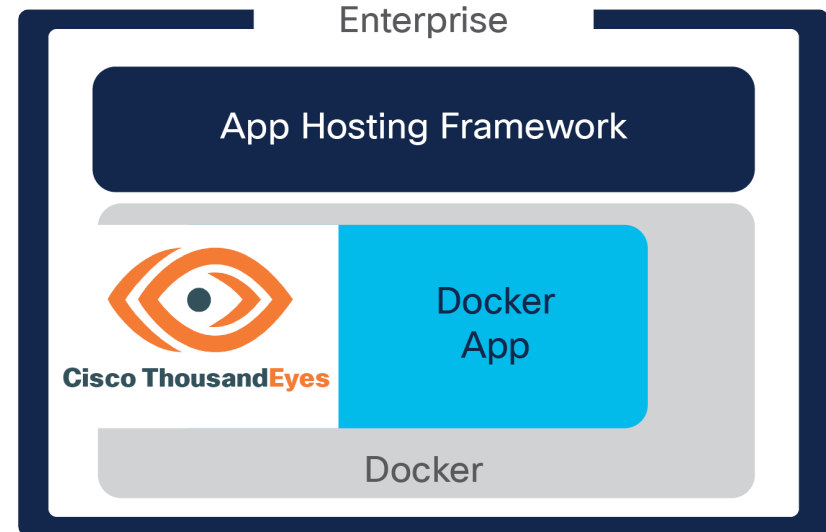 Enterprise
App Hosting Framework
Docker
App
Cisco ThousandEyes
Docker